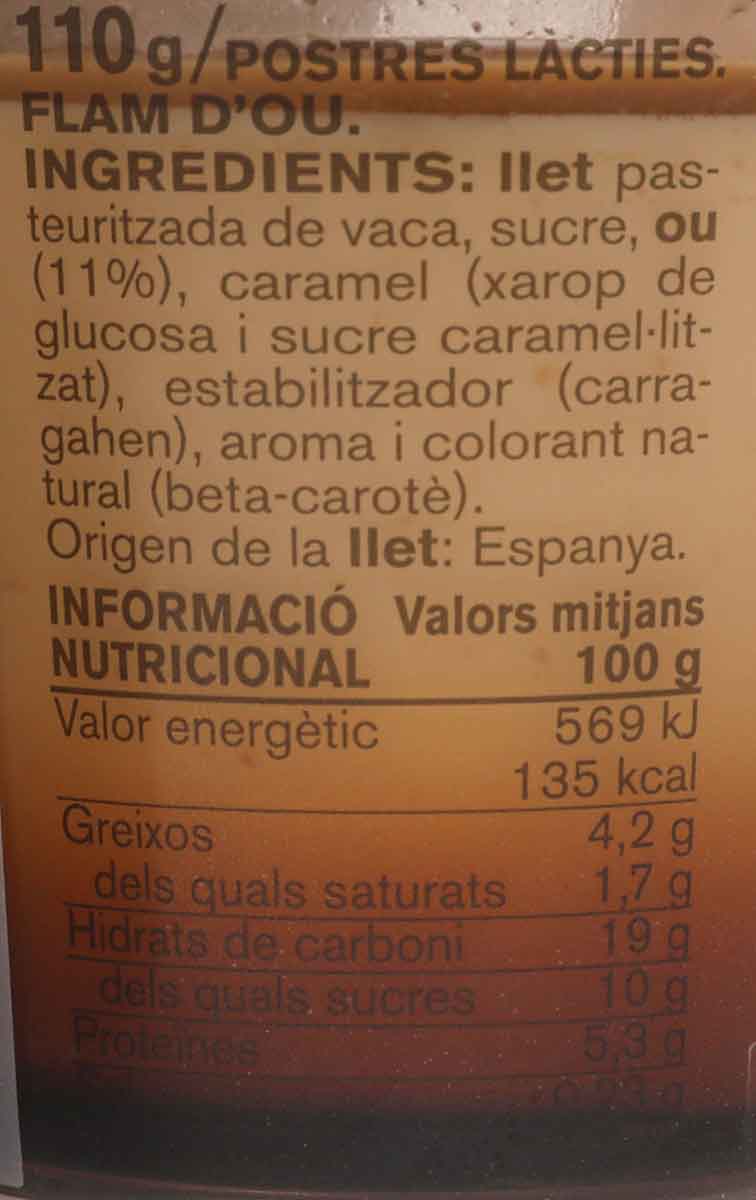 110 g/POSTRES LÀCTIES.
FLAM D'OU.
INGREDIENTS: llet pas-
teuritzada de vaca, sucre, ou
(11%), caramel (xarop de
glucosa i sucre caramel·lit-
zat), estabilitzador (carra-
gahen), aroma i colorant na-
tural (beta-carotè).
Origen de la llet: Espanya.
INFORMACIÓ Valors mitjans
NUTRICIONAL 100 g
Valor energètic 569 kJ
135 kcal
Greixos 4,2 g
dels quals saturats 1,7 g
Hidrats de carboni 19 g
dels quals sucres 10 g
Proteïnes 5,3 g
0,23 g